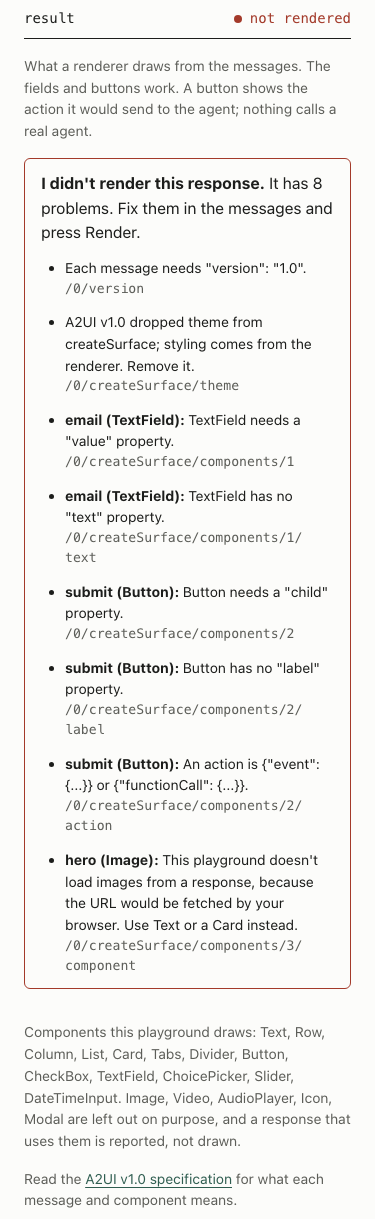 result
not rendered
What a renderer draws from the messages. The
fields and buttons work. A button shows the
action it would send to the agent; nothing calls a
real agent.
I didn't render this response. It has 8
problems. Fix them in the messages and
press Render.
Each message needs "version": "1.0".
/0/version
A2UI v1.0 dropped theme from
createSurface; styling comes from the
renderer. Remove it.
/0/createSurface/theme
email (TextField): TextField needs a
"value" property.
/0/createSurface/components/1
email (TextField): TextField has no
"text" property.
/0/createSurface/components/1/
text
submit (Button): Button needs a "child"
property.
/0/createSurface/components/2
submit (Button): Button has no "label"
property.
/0/createSurface/components/2/
label
submit (Button): An action is {"event":
{...}} or {"functionCall": {...}}.
/0/createSurface/components/2/
action
hero (Image): This playground doesn't
load images from a response, because
the URL would be fetched by your
browser. Use Text or a Card instead.
/0/createSurface/components/3/
component
Components this playground draws: Text, Row,
Column, List, Card, Tabs, Divider, Button,
CheckBox, TextField, ChoicePicker, Slider,
DateTimeInput. Image, Video, AudioPlayer, Icon,
Modal are left out on purpose, and a response that
uses them is reported, not drawn.
Read the A2UI v1.0 specification for what each
message and component means.